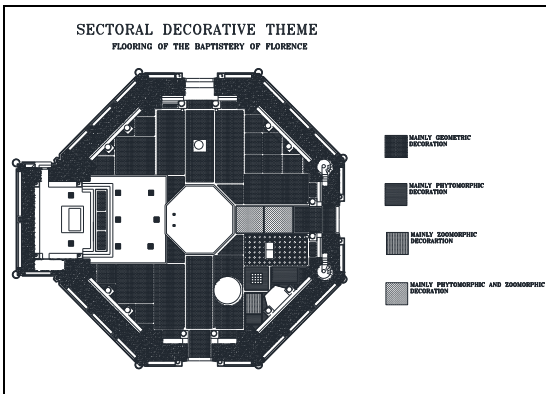 SECTORAL DECORATIVE THEME
FLOORING OF THE BAPTISTERY OF FLORENCE
MAINLY GEOMETRIC
DECORATION
MAINLY PHYTOMORPHIC
DECORATION
MAINLY ZOOMORPHIC
DECORARTION
MAINLY PHYTOMORPHIC AND ZOOMORPHIC
DECORATION